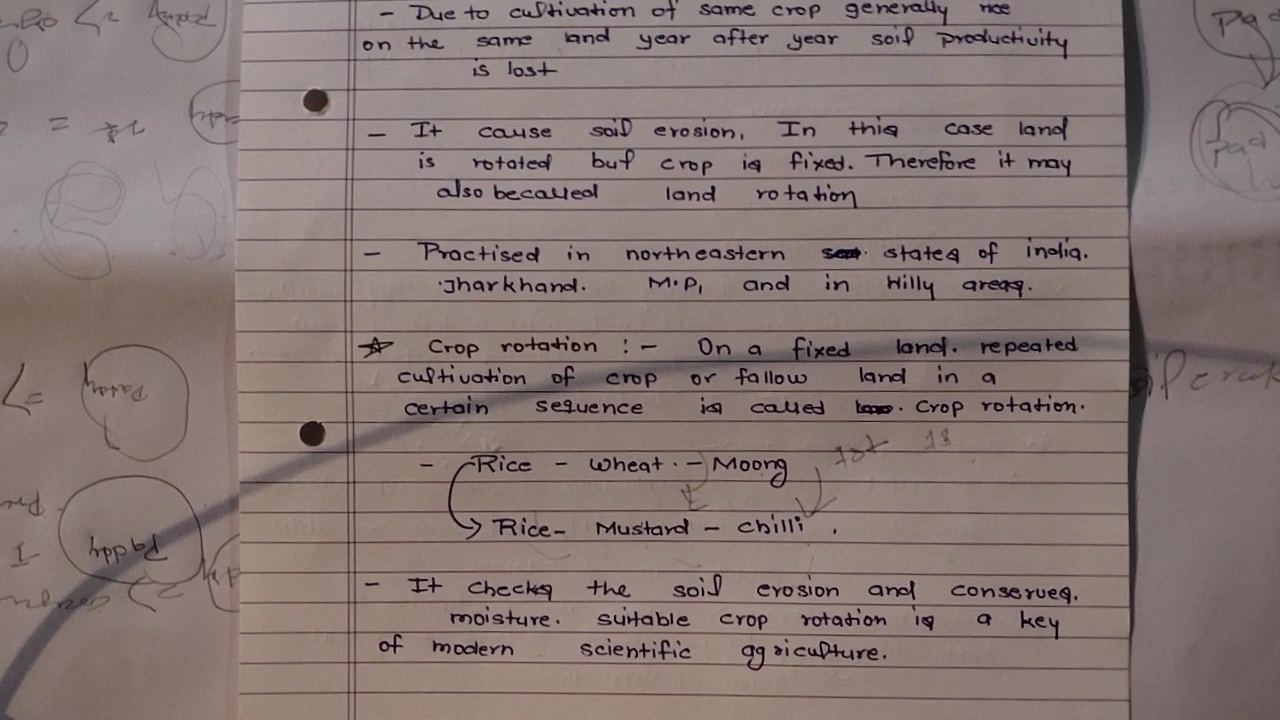 - Due to cultivation of same crop generally rice
on the same land year after year soil productivity
is lost
- It cause soil erosion, In this case land
is rotated but crop is fixed. Therefore it may
also becalled land rotation
- Practised in northeastern states of india.
Jharkhand. M.P, and in Hilly areas.
☆ Crop rotation :- On a fixed land. repeated
cultivation of crop or fallow land in a
certain sequence is called crop rotation.
- Rice - Wheat. - Moong
Rice- Mustard - Chilli .
- It checks the soil erosion and conserves.
moisture. suitable crop rotation is a key
of modern scientific agriculture.
Paddy
Paddy